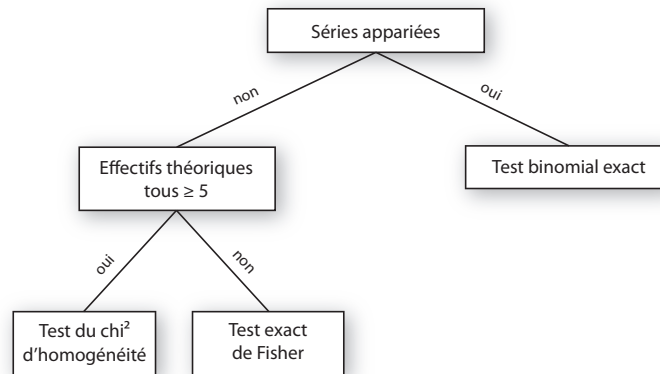 Séries appariées
non
oui
Effectifs théoriques
tous ≥ 5
Test binomial exact
oui
non
Test du chi²
d'homogénéité
Test exact
de Fisher